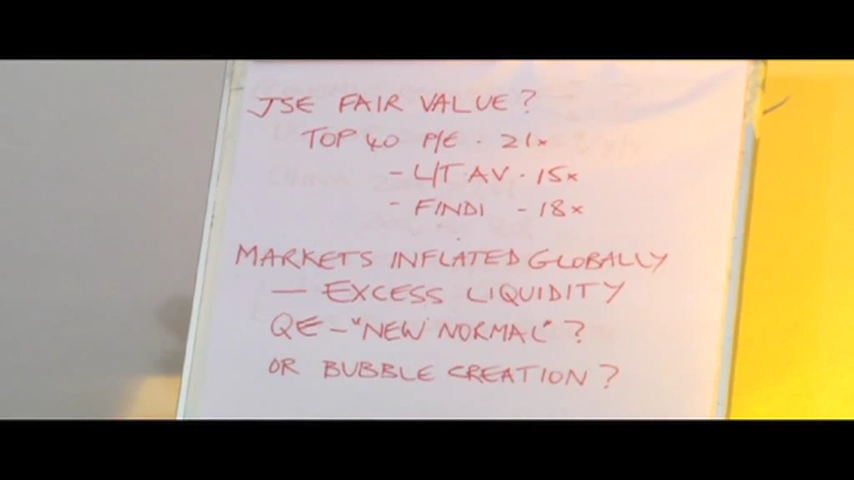 JSE FAIR VALUE?
TOP 40 P/E . 21x
- L/T AV . 15x
- FINDI - 18x
MARKETS INFLATED GLOBALLY
— EXCESS LIQUIDITY
QE - "NEW NORMAL" ?
OR BUBBLE CREATION ?